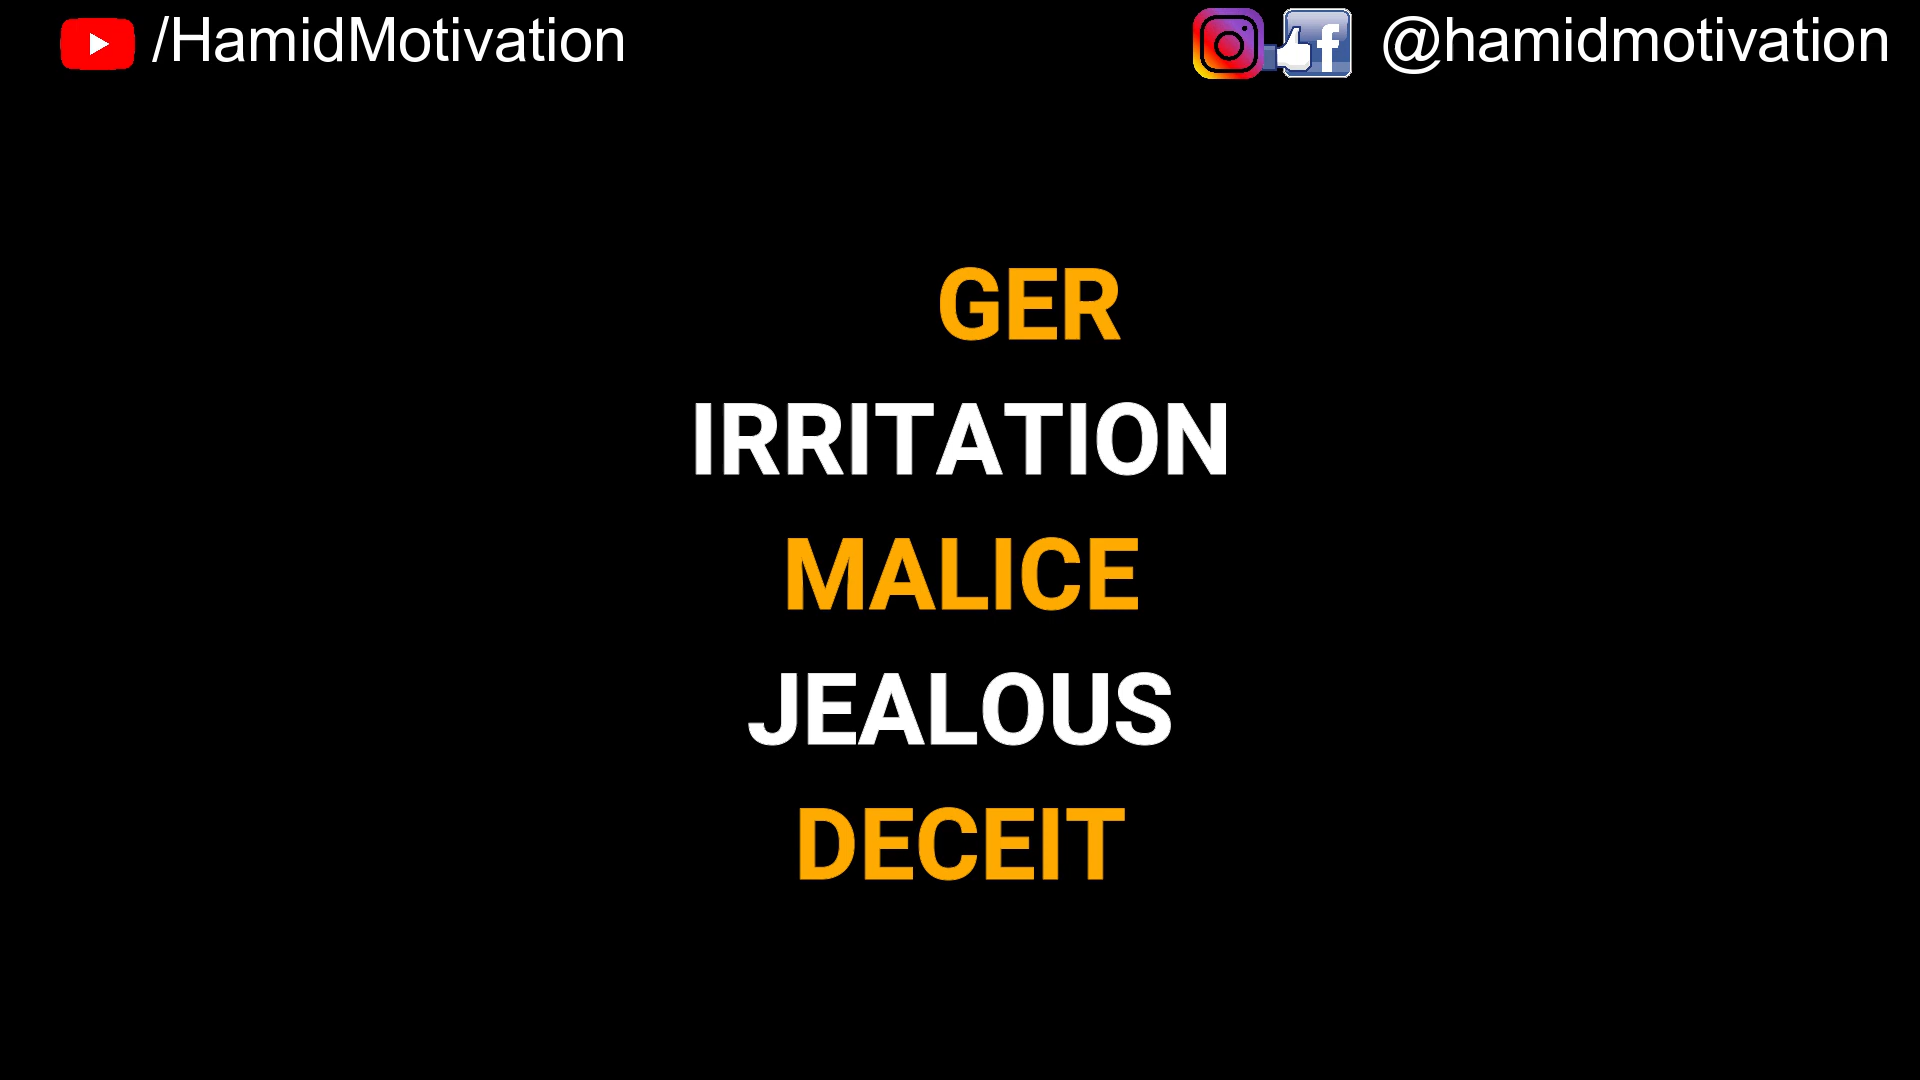 /HamidMotivation
@hamidmotivation
GER
IRRITATION
MALICE
JEALOUS
DECEIT